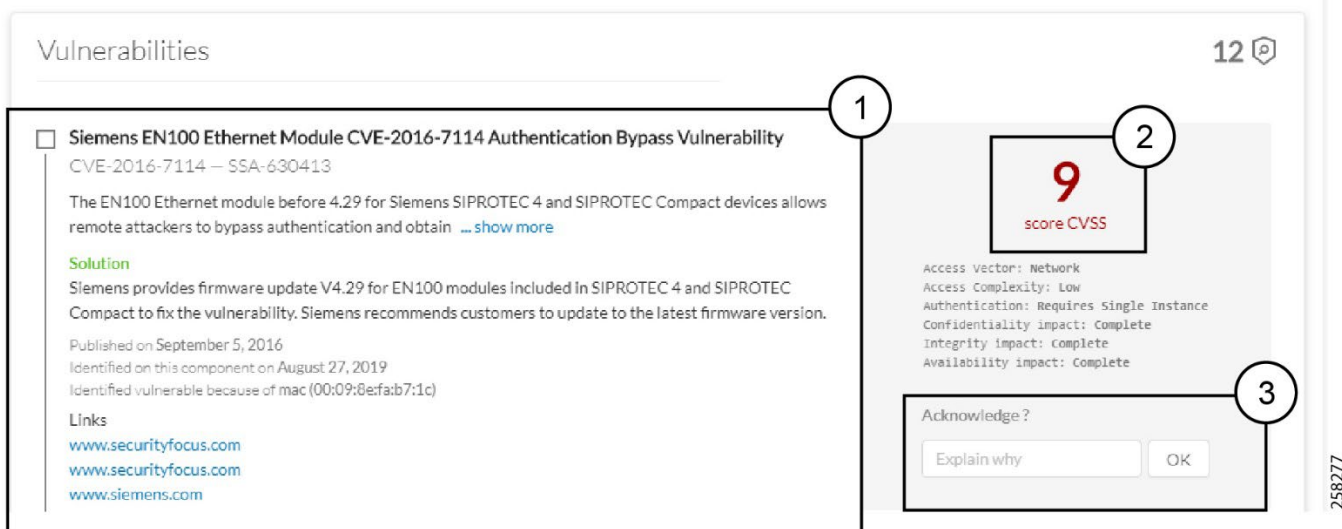 Vulnerabilities
12
1
Siemens EN100 Ethernet Module CVE-2016-7114 Authentication Bypass Vulnerability
CVE-2016-7114 — SSA-630413
The EN100 Ethernet module before 4.29 for Siemens SIPROTEC 4 and SIPROTEC Compact devices allows
remote attackers to bypass authentication and obtain ... show more
Solution
Siemens provides firmware update V4.29 for EN100 modules included in SIPROTEC 4 and SIPROTEC
Compact to fix the vulnerability. Siemens recommends customers to update to the latest firmware version.
Published on September 5, 2016
Identified on this component on August 27, 2019
Identified vulnerable because of mac (00:09:8e:fa:b7:1c)
Links
www.securityfocus.com
www.securityfocus.com
www.siemens.com
2
9
score CVSS
Access Vector: Network
Access Complexity: Low
Authentication: Requires Single Instance
Confidentiality impact: Complete
Integrity impact: Complete
Availability impact: Complete
3
Acknowledge ?
Explain why OK
258277